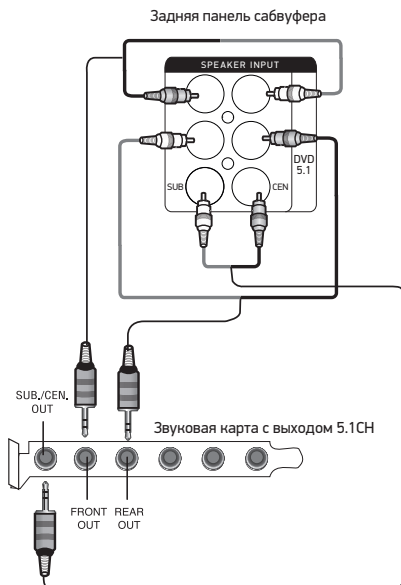 Задняя панель сабвуфера
SPEAKER INPUT
DVD
5.1
SUB
CEN
SUB./CEN.
OUT
Звуковая карта с выходом 5.1CH
FRONT
OUT
REAR
OUT